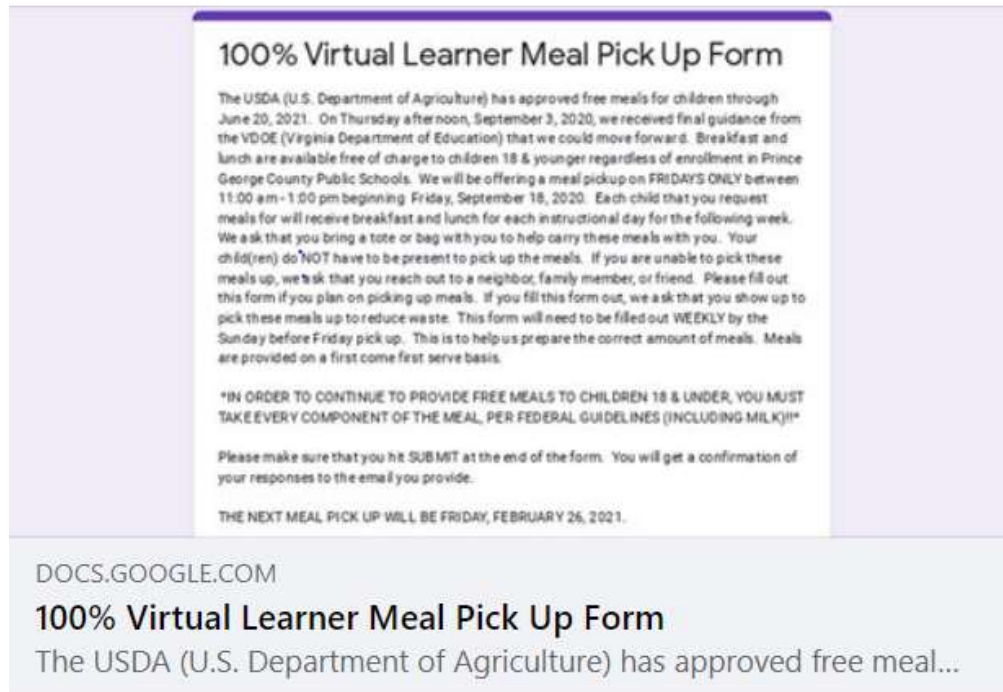 100% Virtual Learner Meal Pick Up Form
The USDA (U.S. Department of Agriculture) has approved free meals for children through
June 20, 2021. On Thursday afternoon, September 3, 2020, we received final guidance from
the VDOE (Virginia Department of Education) that we could move forward. Breakfast and
lunch are available free of charge to children 18 & younger regardless of enrollment in Prince
George County Public Schools. We will be offering a meal pickup on FRIDAYS ONLY between
11:00 am - 1:00 pm beginning Friday, September 18, 2020. Each child that you request
meals for will receive breakfast and lunch for each instructional day for the following week.
We ask that you bring a tote or bag with you to help carry these meals with you. Your
child(ren) do NOT have to be present to pick up the meals. If you are unable to pick these
meals up, we ask that you reach out to a neighbor, family member, or friend. Please fill out
this form if you plan on picking up meals. If you fill this form out, we ask that you show up to
pick these meals up to reduce waste. This form will need to be filled out WEEKLY by the
Sunday before Friday pick up. This is to help us prepare the correct amount of meals. Meals
are provided on a first come first serve basis.
*IN ORDER TO CONTINUE TO PROVIDE FREE MEALS TO CHILDREN 18 & UNDER, YOU MUST
TAKE EVERY COMPONENT OF THE MEAL, PER FEDERAL GUIDELINES (INCLUDING MILK)!!*
Please make sure that you hit SUBMIT at the end of the form. You will get a confirmation of
your responses to the email you provide.
THE NEXT MEAL PICK UP WILL BE FRIDAY, FEBRUARY 26, 2021.
DOCS.GOOGLE.COM
100% Virtual Learner Meal Pick Up Form
The USDA (U.S. Department of Agriculture) has approved free meal...